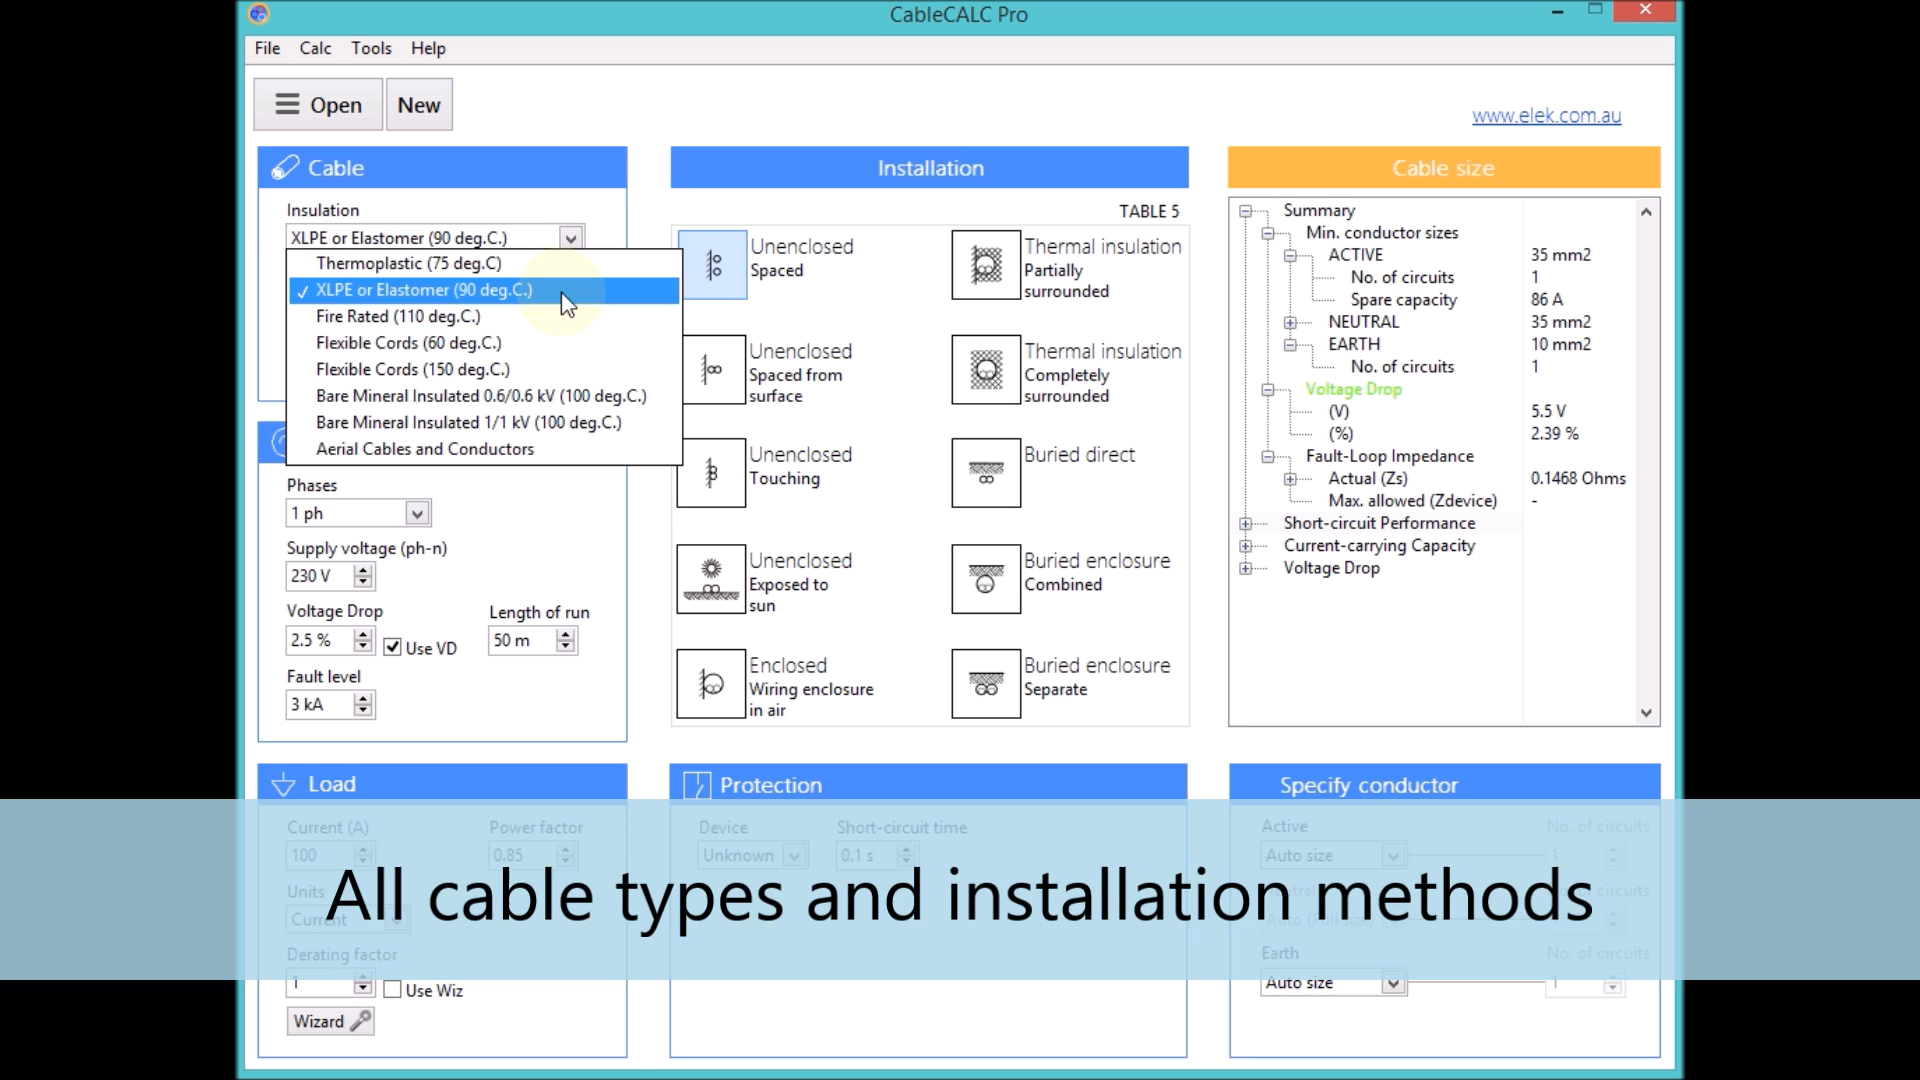 CableCALC Pro
File Calc Tools Help
Open New
www.elek.com.au
Cable
Insulation
XLPE or Elastomer (90 deg.C.)
Thermoplastic (75 deg.C)
XLPE or Elastomer (90 deg.C.)
Fire Rated (110 deg.C.)
Flexible Cords (60 deg.C.)
Flexible Cords (150 deg.C.)
Bare Mineral Insulated 0.6/0.6 kV (100 deg.C.)
Bare Mineral Insulated 1/1 kV (100 deg.C.)
Aerial Cables and Conductors
Phases
1 ph
Supply voltage (ph-n)
230 V
Voltage Drop Length of run
2.5 % Use VD 50 m
Fault level
3 kA
Installation
TABLE 5
Unenclosed
Spaced
Thermal insulation
Partially
surrounded
Unenclosed
Spaced from
surface
Thermal insulation
Completely
surrounded
Unenclosed
Touching
Buried direct
Unenclosed
Exposed to
sun
Buried enclosure
Combined
Enclosed
Wiring enclosure
in air
Buried enclosure
Separate
Cable size
Summary
Min. conductor sizes
ACTIVE 35 mm2
No. of circuits 1
Spare capacity 86 A
NEUTRAL 35 mm2
EARTH 10 mm2
No. of circuits 1
Voltage Drop
(V) 5.5 V
(%) 2.39 %
Fault-Loop Impedance
Actual (Zs) 0.1468 Ohms
Max. allowed (Zdevice) -
Short-circuit Performance
Current-carrying Capacity
Voltage Drop
Load
Current (A) Power factor
100 0.85
Units
Current
Derating factor
1 Use Wiz
Wizard
Protection
Device Short-circuit time
Unknown 0.1 s
Specify conductor
Active No. of circuits
Auto size 1
circuits
Earth No. of circuits
Auto size 1
All cable types and installation methods